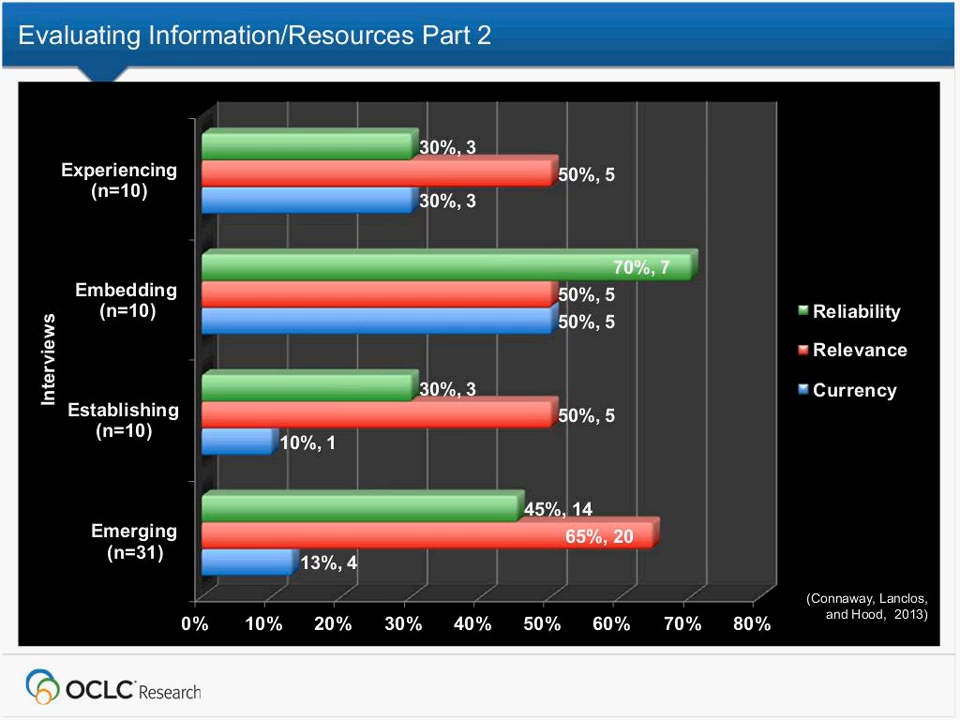 Evaluating Information/Resources Part 2
Interviews
Experiencing
(n=10)
30%, 3
50%, 5
30%, 3
Embedding
(n=10)
70%, 7
50%, 5
50%, 5
Establishing
(n=10)
30%, 3
50%, 5
10%, 1
Emerging
(n=31)
45%, 14
65%, 20
13%, 4
0% 10% 20% 30% 40% 50% 60% 70% 80%
Reliability
Relevance
Currency
(Connaway, Lanclos,
and Hood, 2013)
OCLC Research